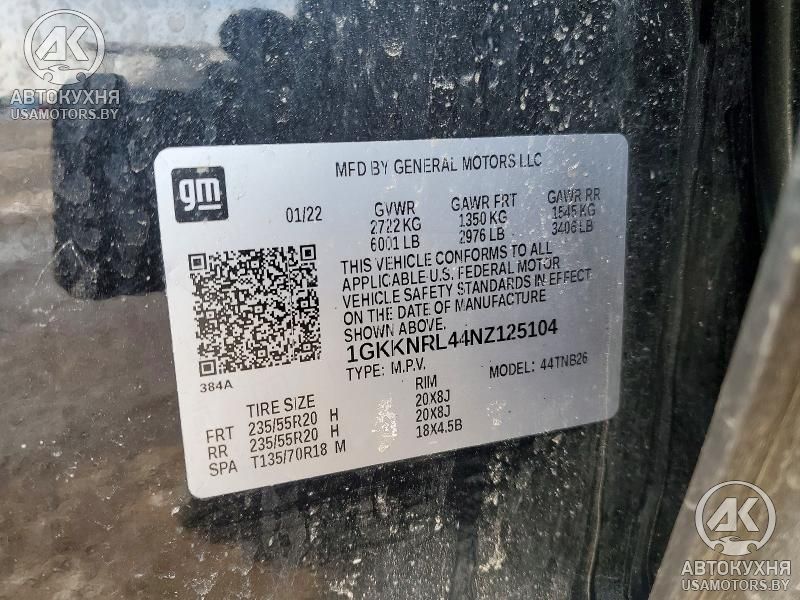 AK
АВТОКУХНЯ
USAMOTORS.BY
gm
MFD BY GENERAL MOTORS LLC
01/22 GVWR GAWR FRT GAWR RR
2722 KG 1350 KG 1545 KG
6001 LB 2976 LB 3406 LB
THIS VEHICLE CONFORMS TO ALL
APPLICABLE U.S. FEDERAL MOTOR
VEHICLE SAFETY STANDARDS IN EFFECT
ON THE DATE OF MANUFACTURE
SHOWN ABOVE.
1GKKNRL44NZ125104
TYPE: M.P.V. MODEL: 44TNB26
384A
TIRE SIZE RIM
FRT 235/55R20 H 20X8J
RR 235/55R20 H 20X8J
SPA T135/70R18 M 18X4.5B
AK
АВТОКУХНЯ
USAMOTORS.BY